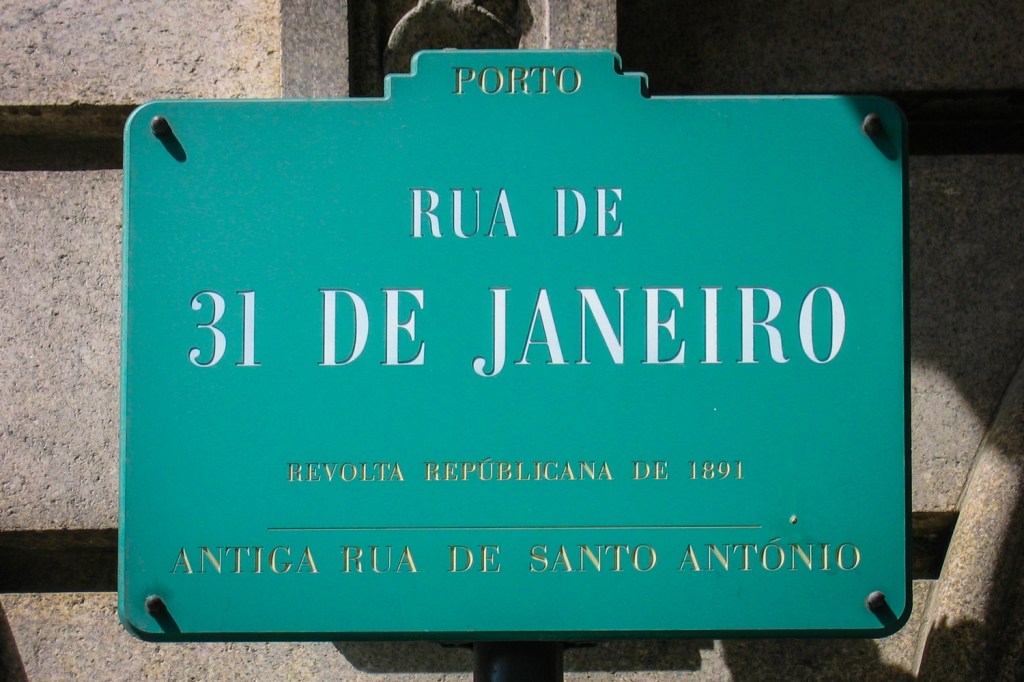 PORTO
RUA DE
31 DE JANEIRO
REVOLTA REPÚBLICANA DE 1891
ANTIGA RUA DE SANTO ANTÓNIO